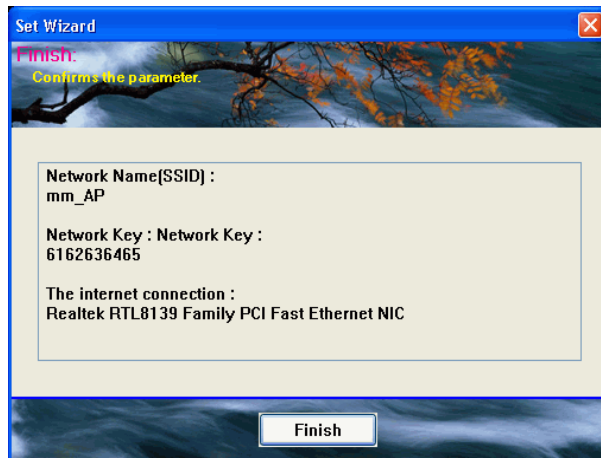 Set Wizard
Finish:
Confirms the parameter.
Network Name(SSID) :
mm_AP
Network Key : Network Key :
6162636465
The internet connection :
Realtek RTL8139 Family PCI Fast Ethernet NIC
Finish